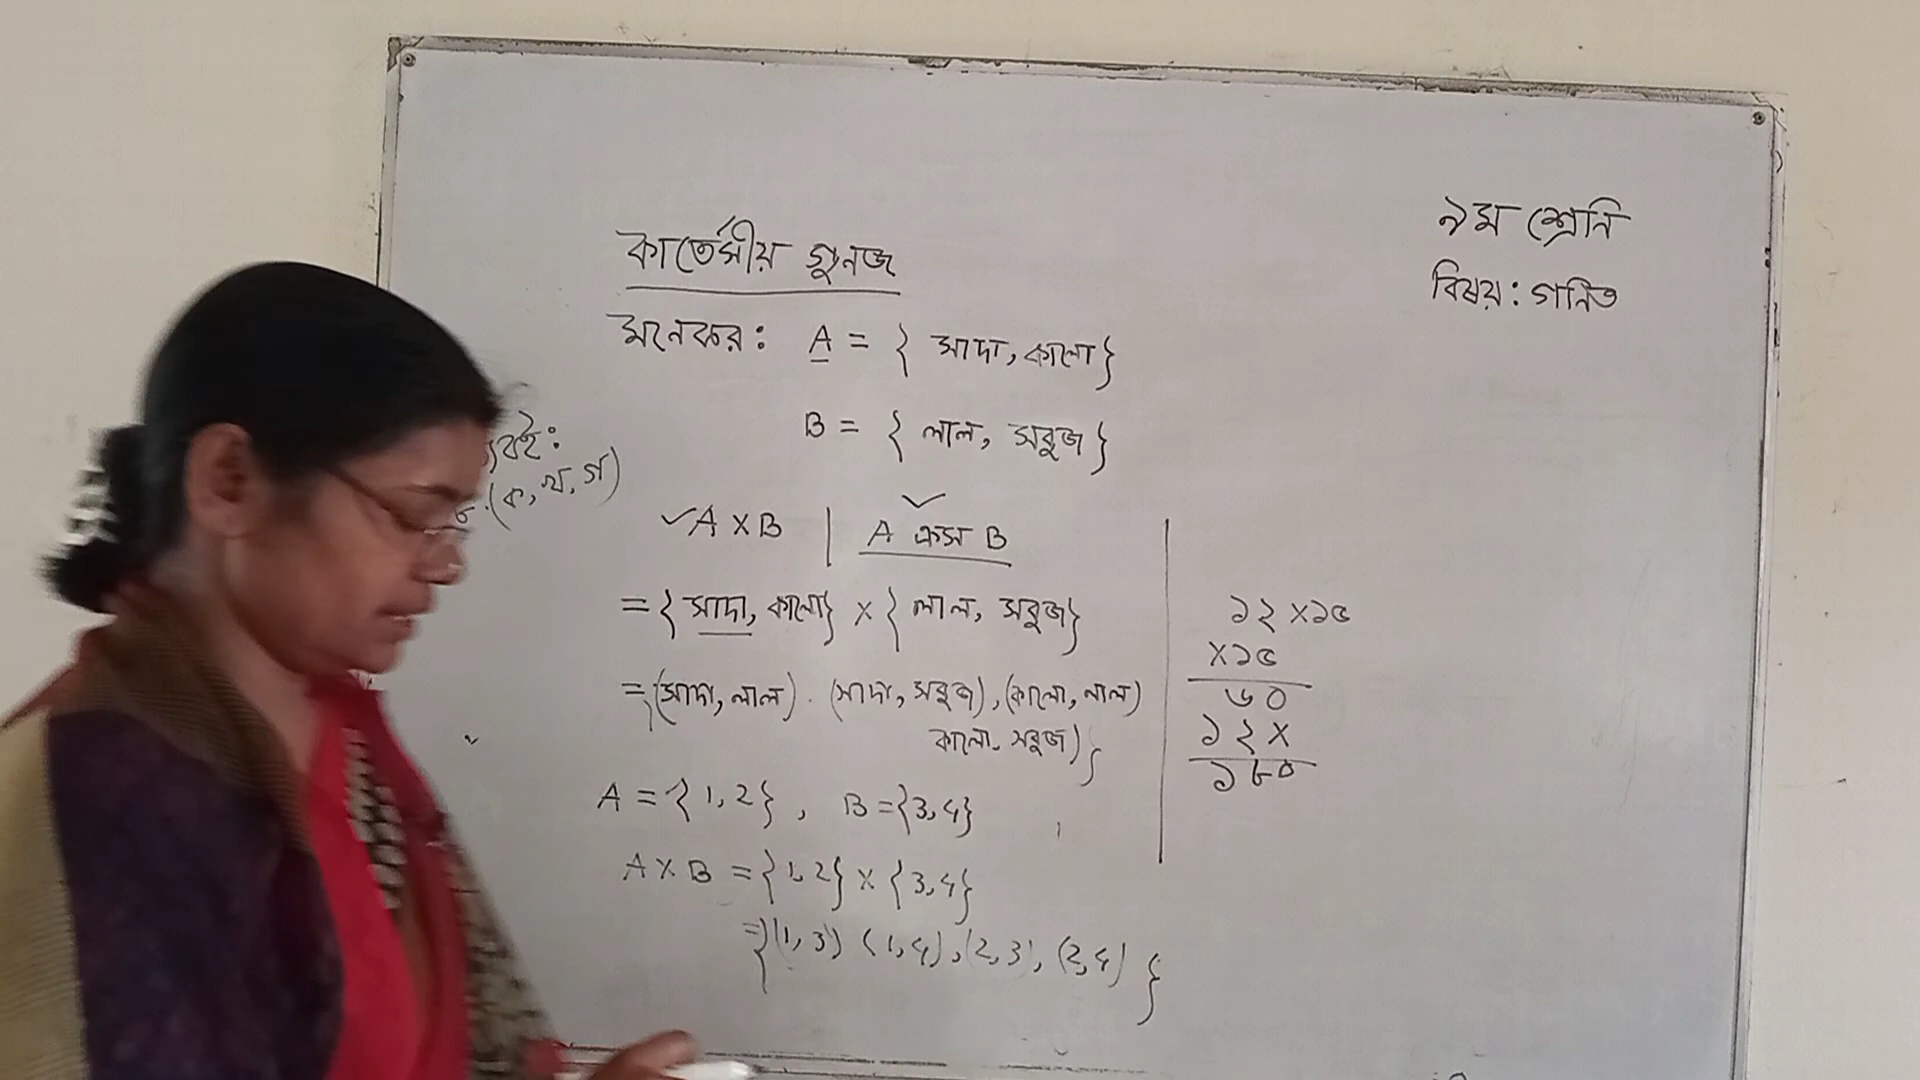 ৯ম শ্রেনি
বিষয়: গনিত
কার্তেসীয় গুনজ
মনেকর: A = { সাদা, কালো}
B = { লাল, সবুজ}
বই:
(ক, খ, গ)
✓A × B | A ক্রস B
= { সাদা, কালো} × { লাল, সবুজ}
={(সাদা, লাল). (সাদা, সবুজ), (কালো, লাল)
কালো, সবুজ)}
A = {1, 2}, B = {3, 4}
A × B = {1, 2} × {3, 4}
={(1, 3) (1, 4), (2, 3), (2, 4) }
১২ ×১৫
×১৫
৬০
১২×
১৮০